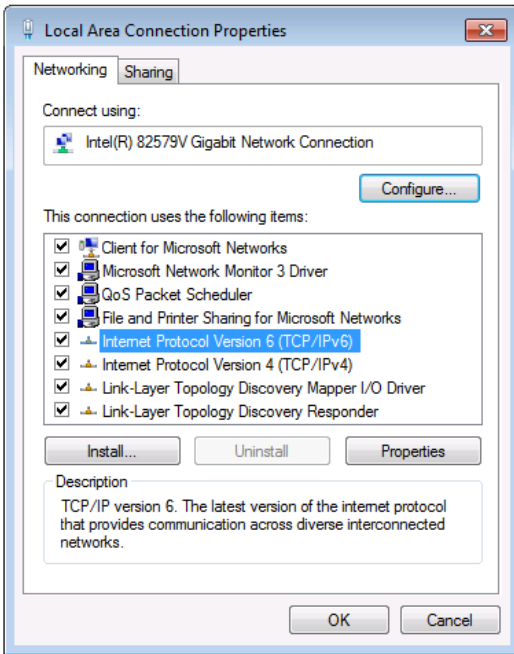 Local Area Connection Properties
Networking
Sharing
Connect using:
Intel(R) 82579V Gigabit Network Connection
Configure...
This connection uses the following items:
Client for Microsoft Networks
Microsoft Network Monitor 3 Driver
QoS Packet Scheduler
File and Printer Sharing for Microsoft Networks
Internet Protocol Version 6 (TCP/IPv6)
Internet Protocol Version 4 (TCP/IPv4)
Link-Layer Topology Discovery Mapper I/O Driver
Link-Layer Topology Discovery Responder
Install...
Uninstall
Properties
Description
TCP/IP version 6. The latest version of the internet protocol
that provides communication across diverse interconnected
networks.
OK
Cancel